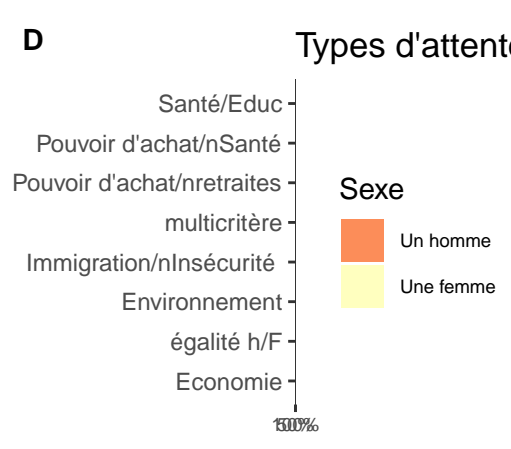 D
Types d'attent
Santé/Educ
Pouvoir d'achat/nSanté
Pouvoir d'achat/nretraites
multicritère
Immigration/nInsécurité
Environnement
égalité h/F
Economie
Sexe
Un homme
Une femme